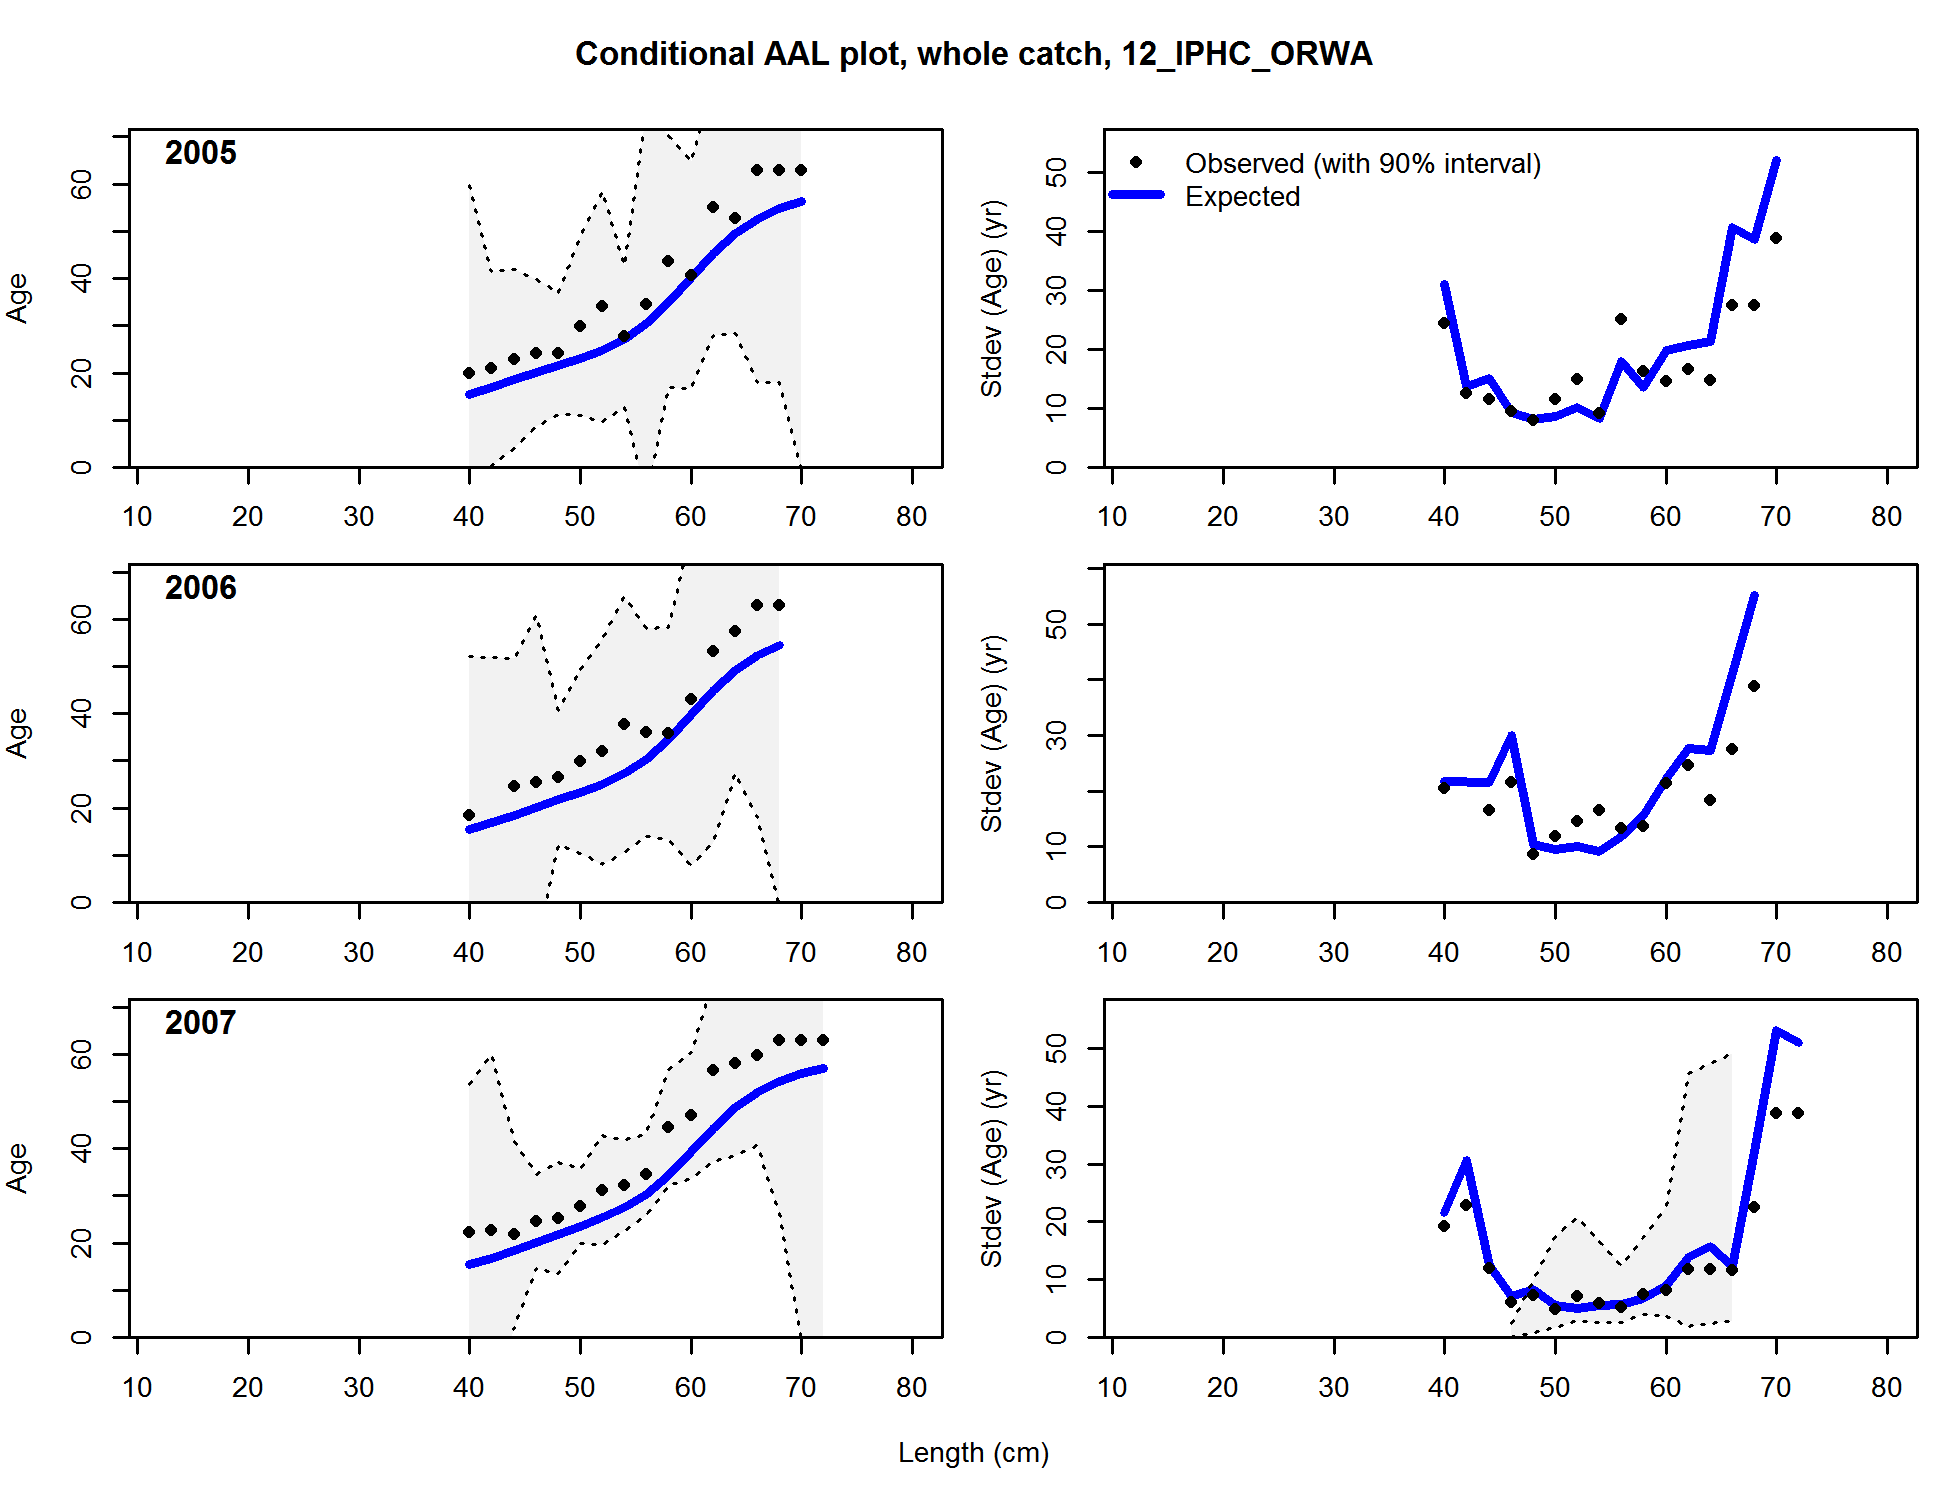 Conditional AAL plot, whole catch, 12_IPHC_ORWA
2005
Age
0 20 40 60
10 20 30 40 50 60 70 80
Observed (with 90% interval)
Expected
Stdev (Age) (yr)
0 10 20 30 40 50
10 20 30 40 50 60 70 80
2006
Age
0 20 40 60
10 20 30 40 50 60 70 80
Stdev (Age) (yr)
0 10 30 50
10 20 30 40 50 60 70 80
2007
Age
0 20 40 60
10 20 30 40 50 60 70 80
Stdev (Age) (yr)
0 10 20 30 40 50
10 20 30 40 50 60 70 80
Length (cm)